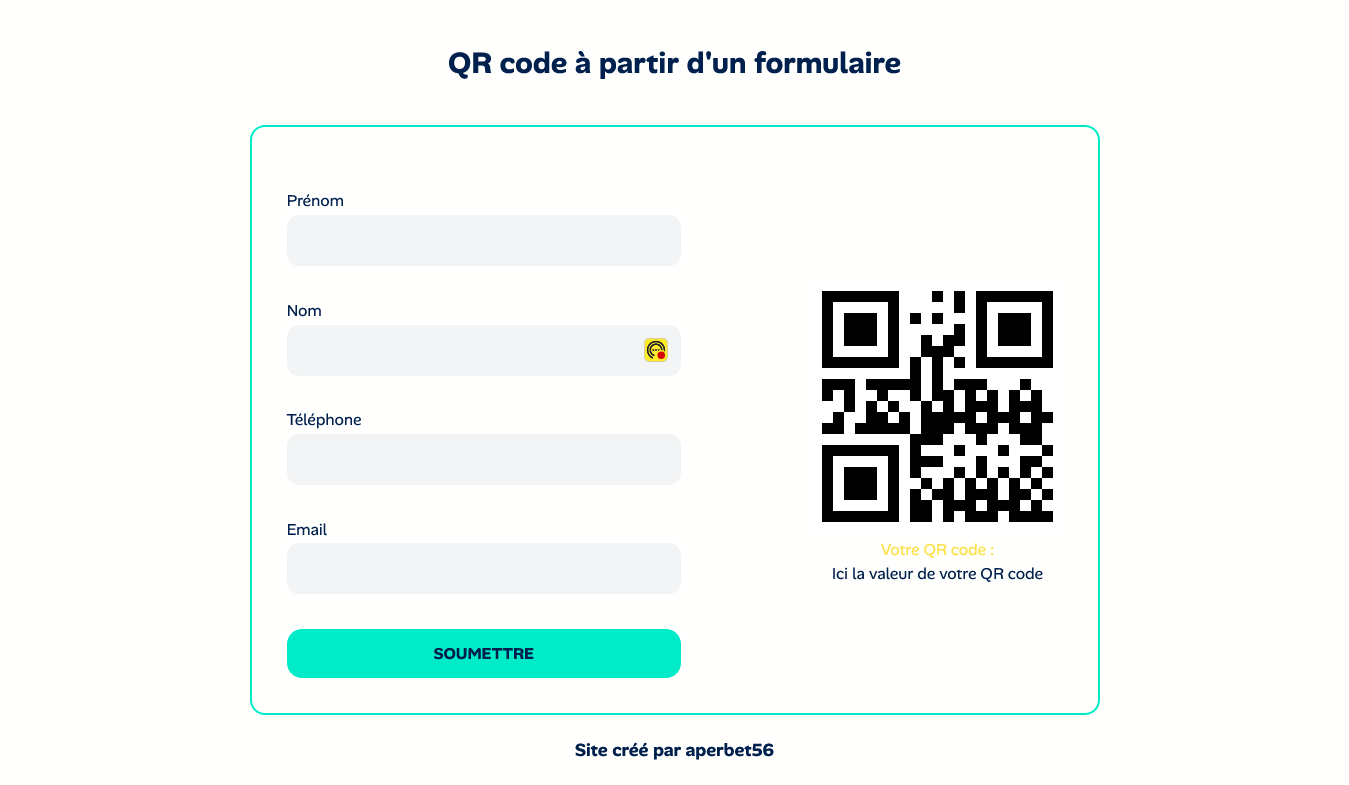 QR code à partir d'un formulaire
Prénom
Nom
Téléphone
Email
SOUMETTRE
Votre QR code :
Ici la valeur de votre QR code
Site créé par aperbet56